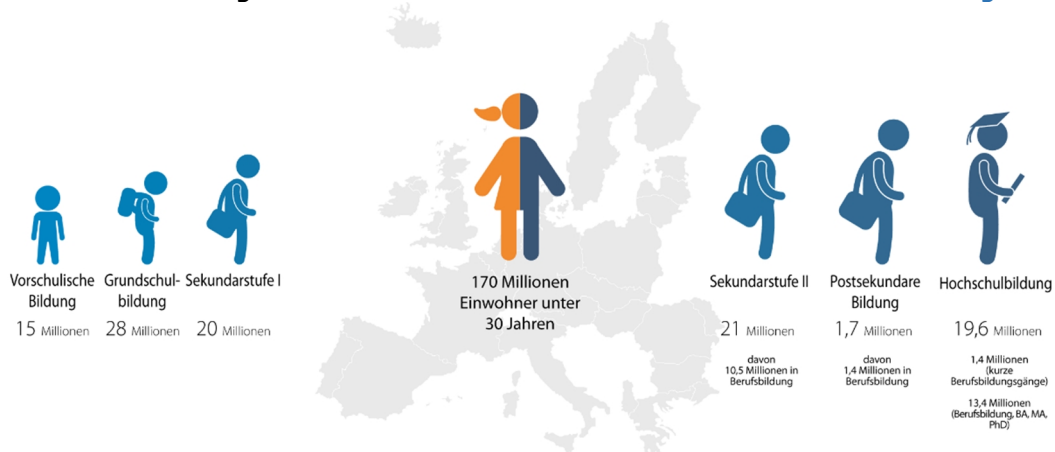 Vorschulische
Bildung
15 Millionen
Grundschul-
bildung
28 Millionen
Sekundarstufe I
20 Millionen
170 Millionen
Einwohner unter
30 Jahren
Sekundarstufe II
21 Millionen
davon
10,5 Millionen in
Berufsbildung
Postsekundare
Bildung
1,7 Millionen
davon
1,4 Millionen in
Berufsbildung
Hochschulbildung
19,6 Millionen
1,4 Millionen
(kurze
Berufsbildungsgänge)
13,4 Millionen
(Berufsbildung, BA, MA,
PhD)